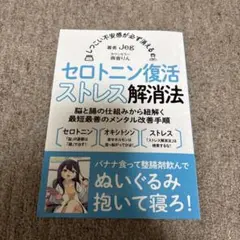 しつこい不安感が必ず消える
著者 Jeg
セロトニン復活
ストレス解消法
脳と腸の仕組みから紐解く
最短最善のメンタル改善手順
セロトニン
オキシトシン
ストレス
バナナ食って整腸剤飲んで
ぬいぐるみ
抱いて寝ろ!